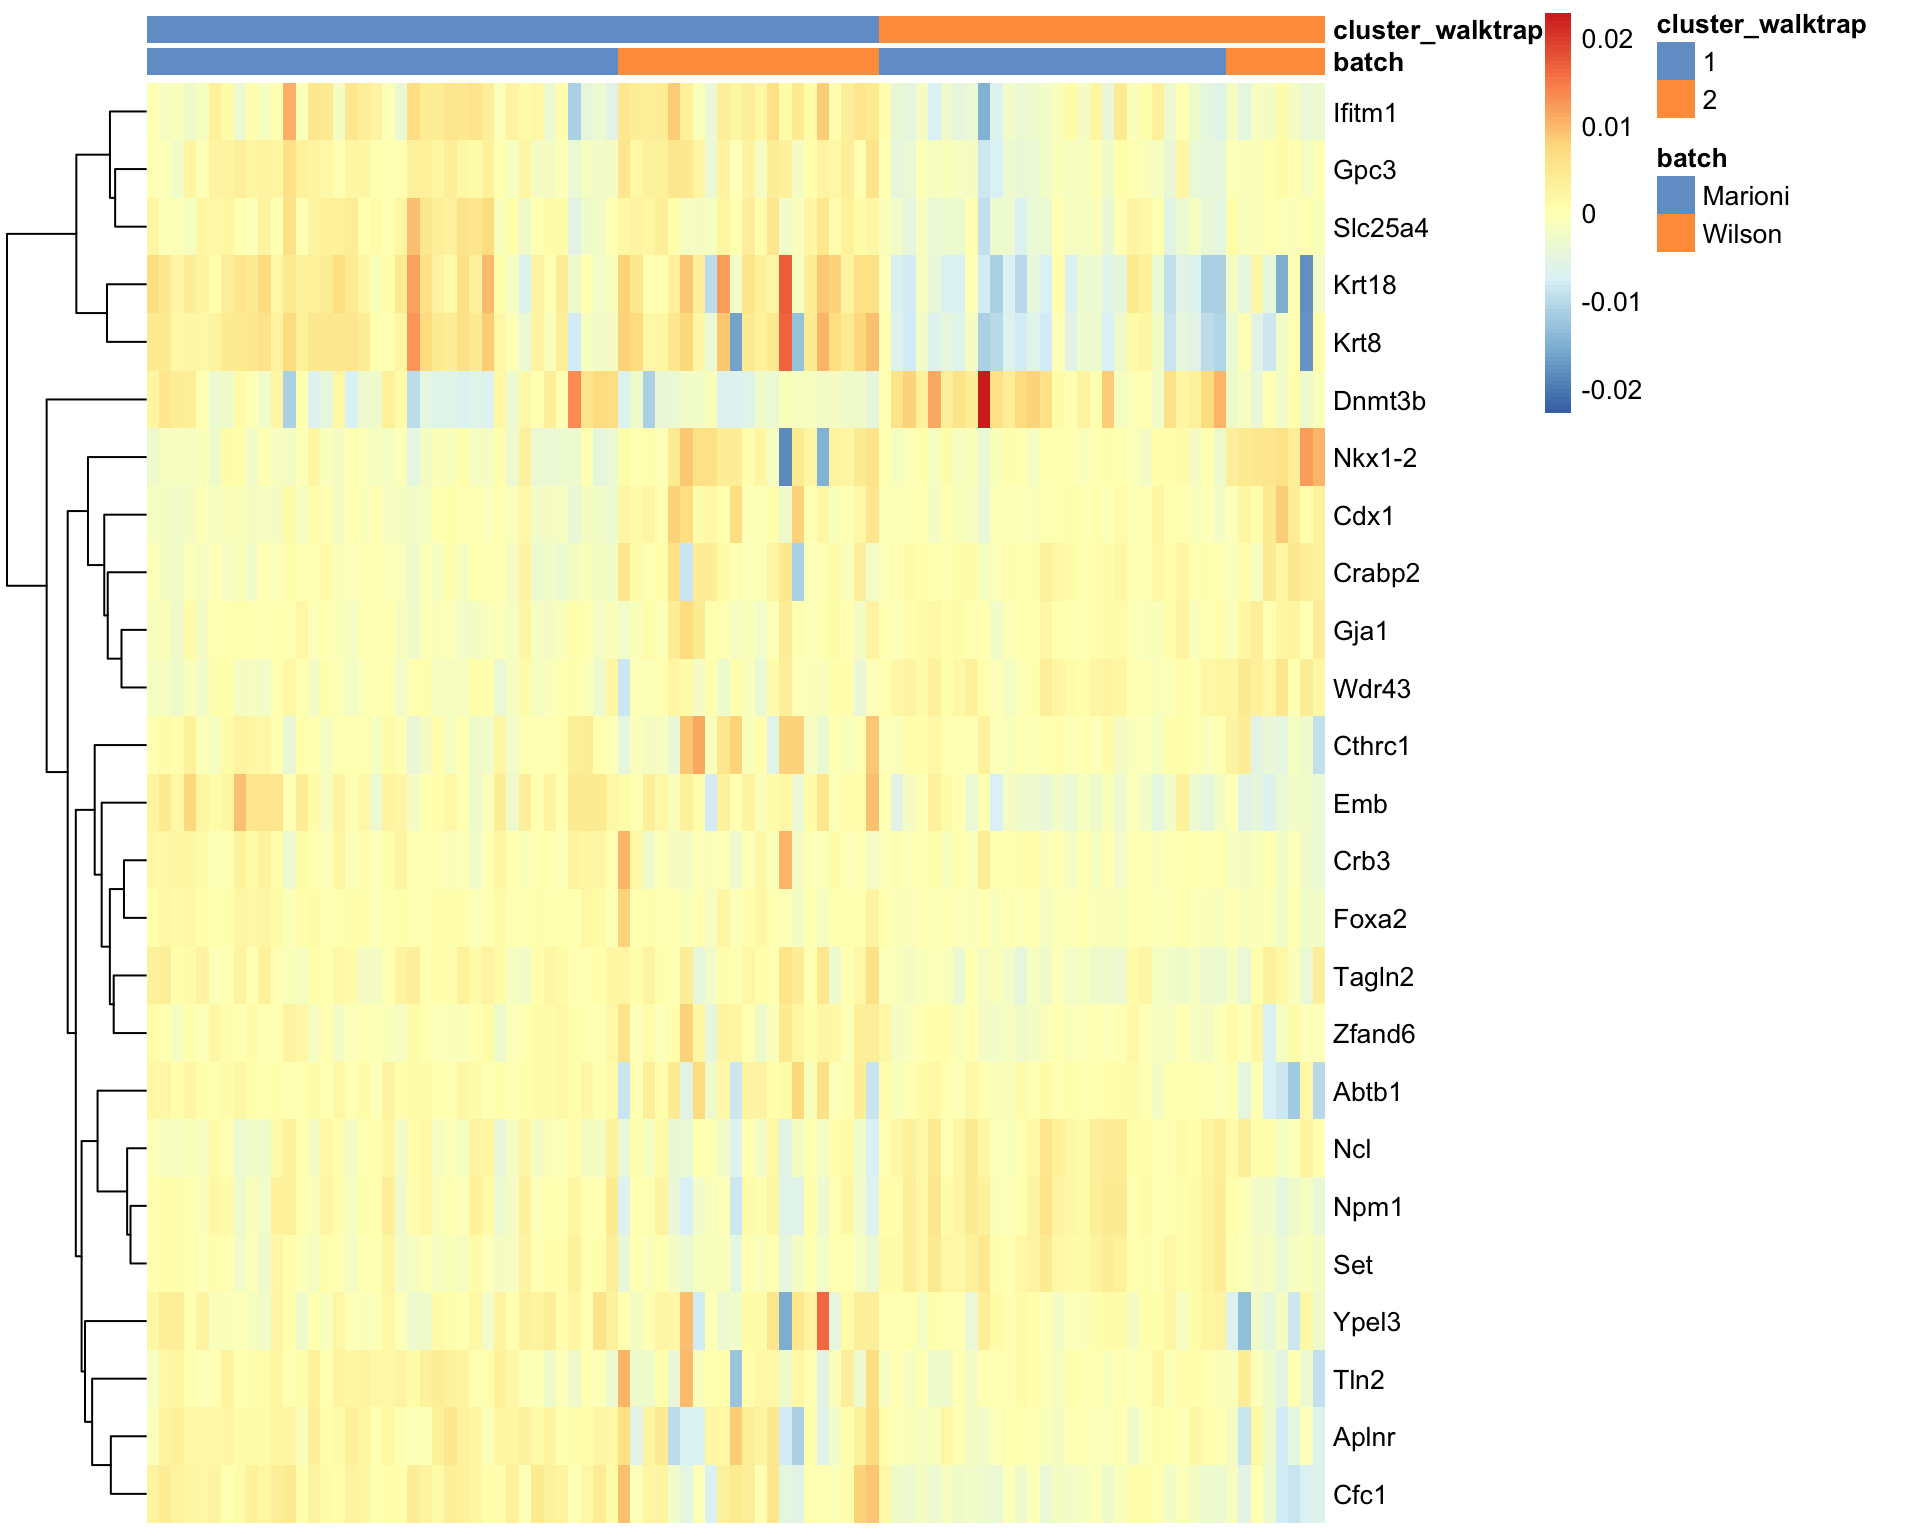 cluster_walktrap
batch
Ifitm1
Gpc3
Slc25a4
Krt18
Krt8
Dnmt3b
Nkx1-2
Cdx1
Crabp2
Gja1
Wdr43
Cthrc1
Emb
Crb3
Foxa2
Tagln2
Zfand6
Abtb1
Ncl
Npm1
Set
Ypel3
Tln2
Aplnr
Cfc1
0.02
0.01
0
-0.01
-0.02
cluster_walktrap
1
2
batch
Marioni
Wilson